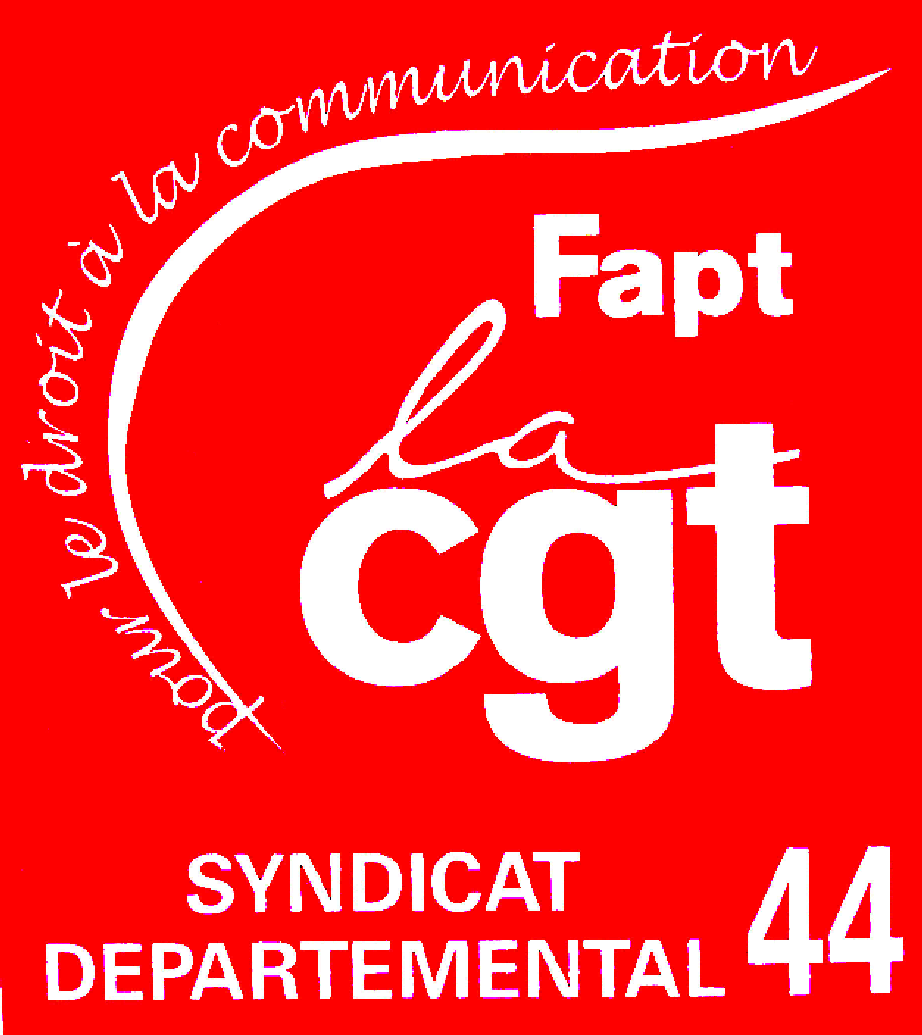 pour le droit à la communication
Fapt
la
cgt
SYNDICAT
DEPARTEMENTAL 44